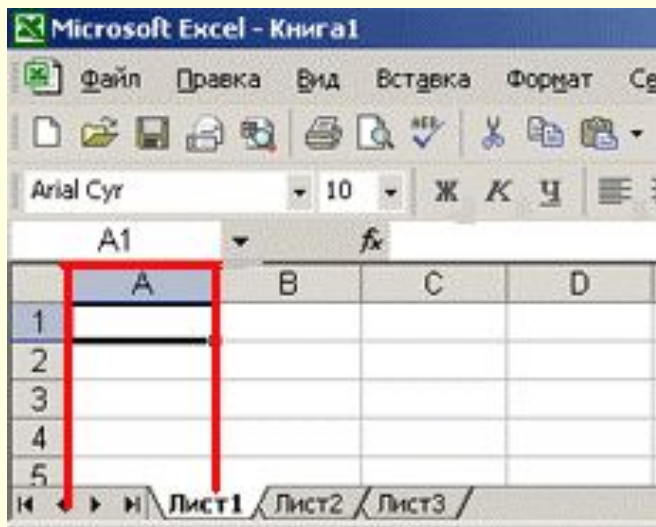 Microsoft Excel - Книга1
Файл Правка Вид Вставка Формат Се
Arial Cyr 10 Ж К Ч
A1 fx
A B C D
1
2
3
4
5
Лист1 Лист2 Лист3